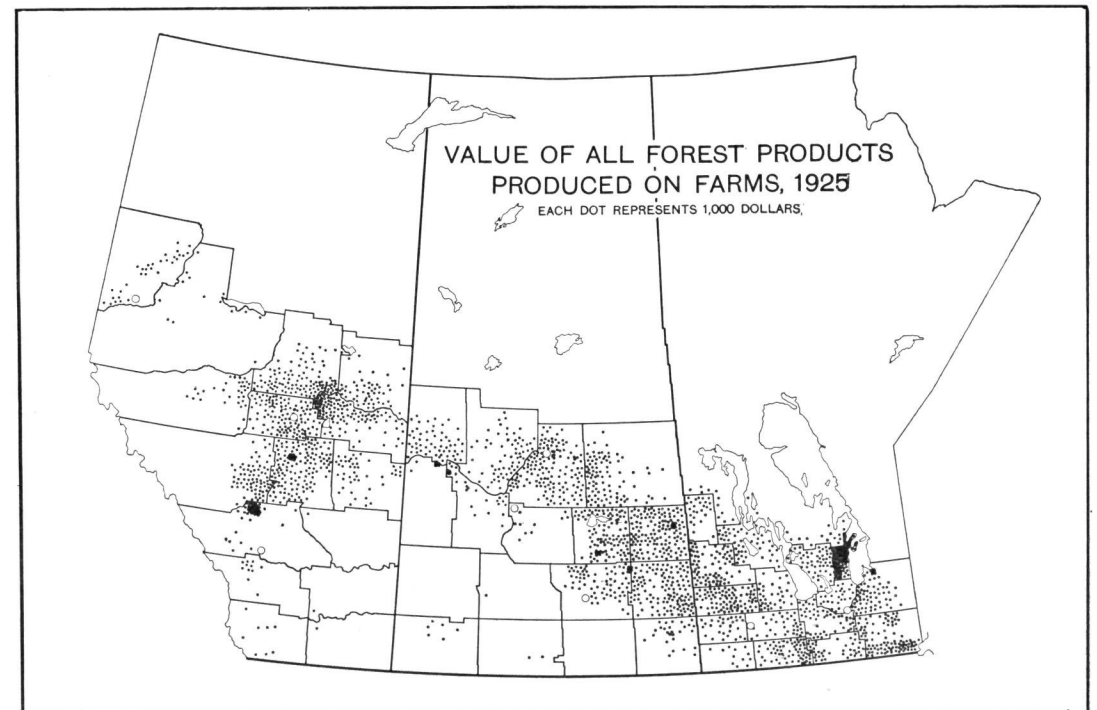 VALUE OF ALL FOREST PRODUCTS
PRODUCED ON FARMS, 1925
EACH DOT REPRESENTS 1,000 DOLLARS,